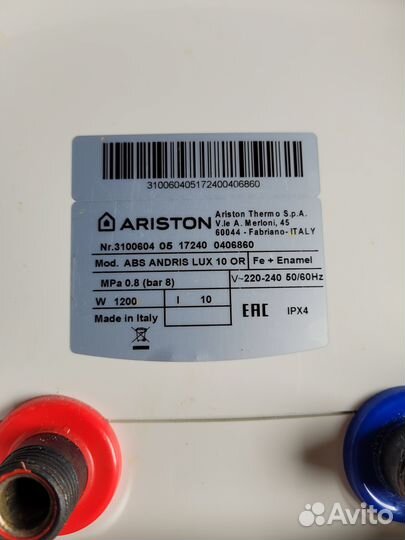 310060405172400406860
ARISTON
Ariston Thermo S.p.A.
V.le A. Merloni, 45
60044 - Fabriano- ITALY
Nr.3100604 05 17240 0406860
Mod. ABS ANDRIS LUX 10 OR Fe + Enamel
MPa 0.8 (bar 8) V~220-240 50/60Hz
W 1200 l 10
Made in Italy EAC IPX4
Avito